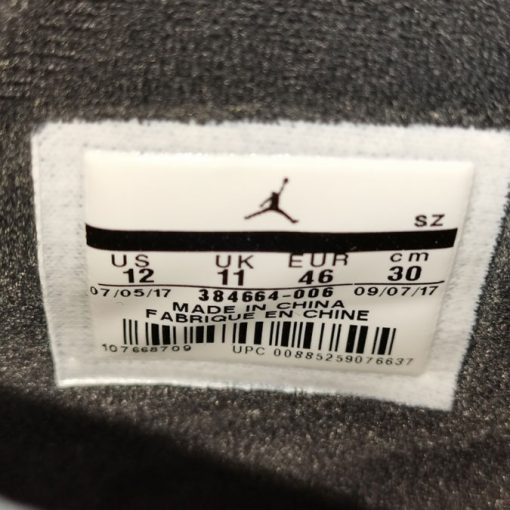 SZ
US UK EUR cm
12 11 46 30
07/05/17 384664-006 09/07/17
MADE IN CHINA
FABRIQUE EN CHINE
107668709 UPC 00885259076637